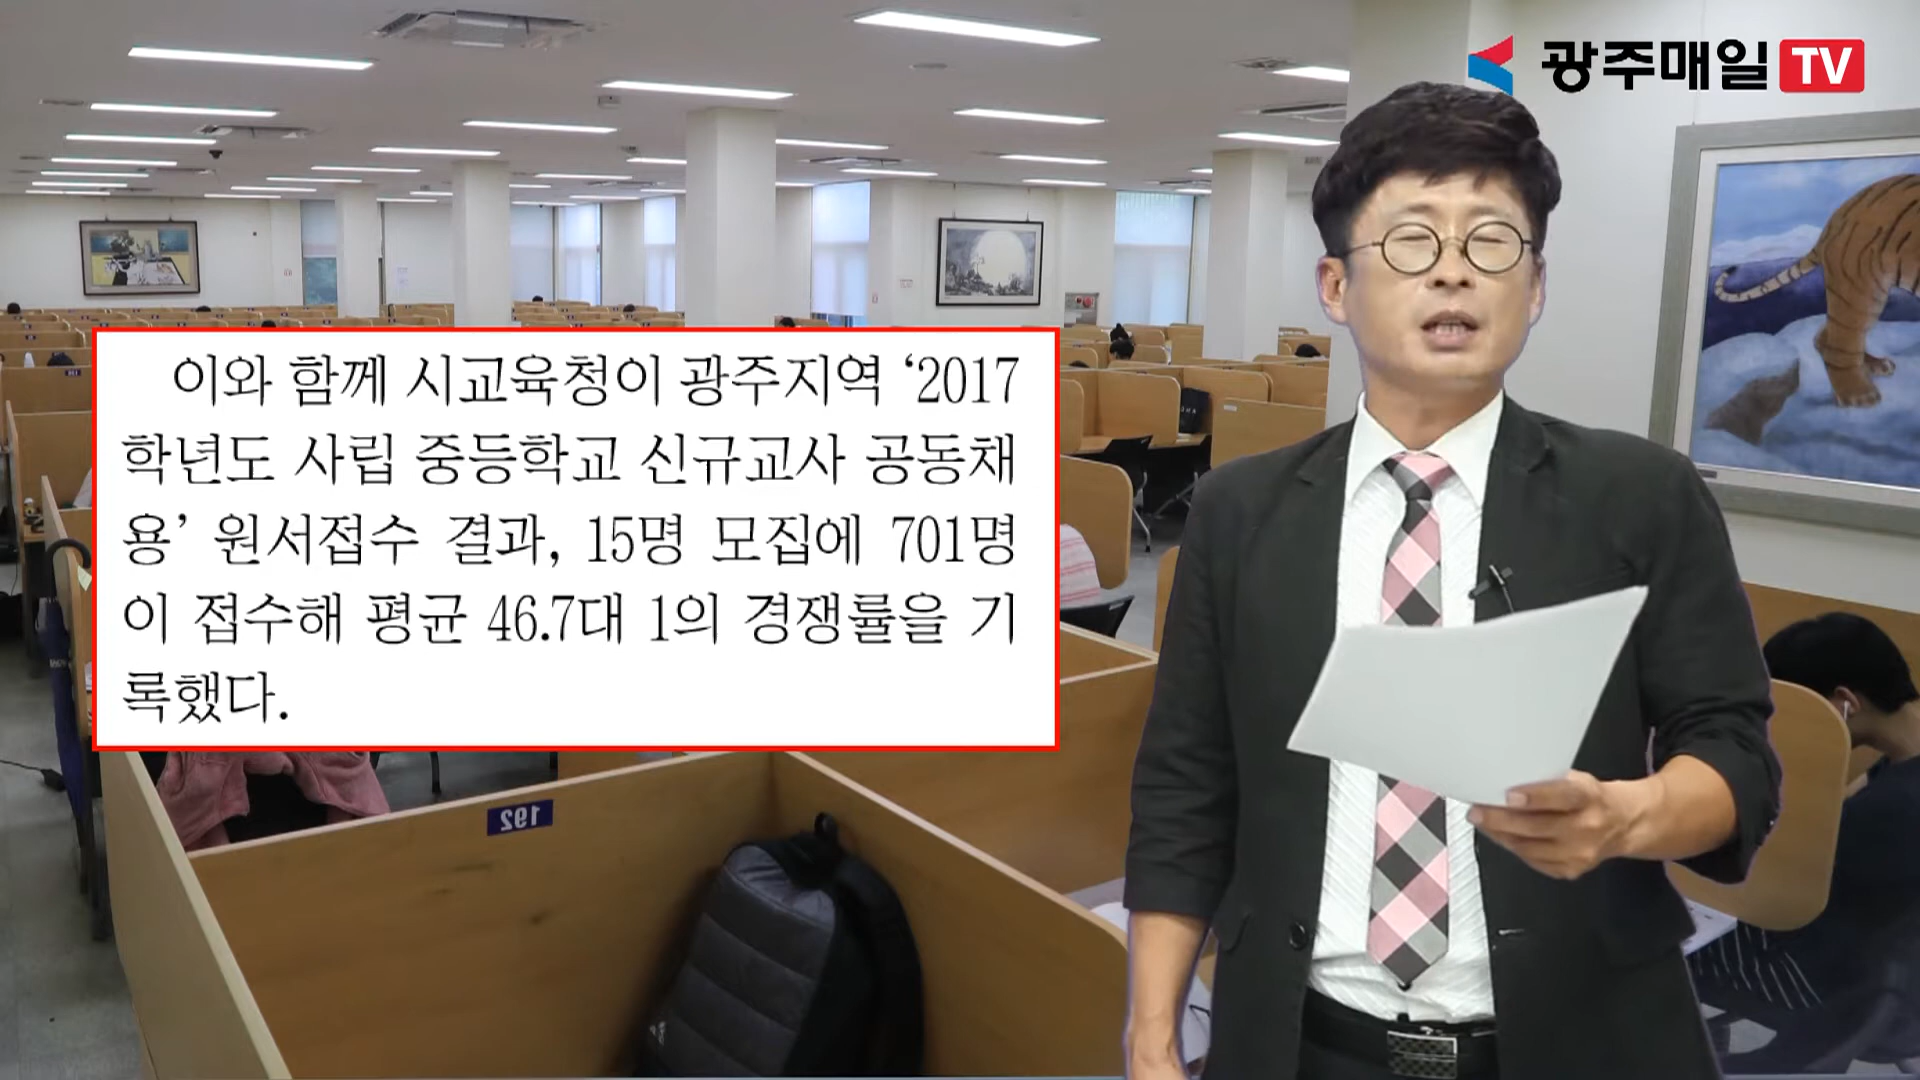 광주매일 TV
이와 함께 시교육청이 광주지역 ‘2017
학년도 사립 중등학교 신규교사 공동채
용’ 원서접수 결과, 15명 모집에 701명
이 접수해 평균 46.7대 1의 경쟁률을 기
록했다.
192